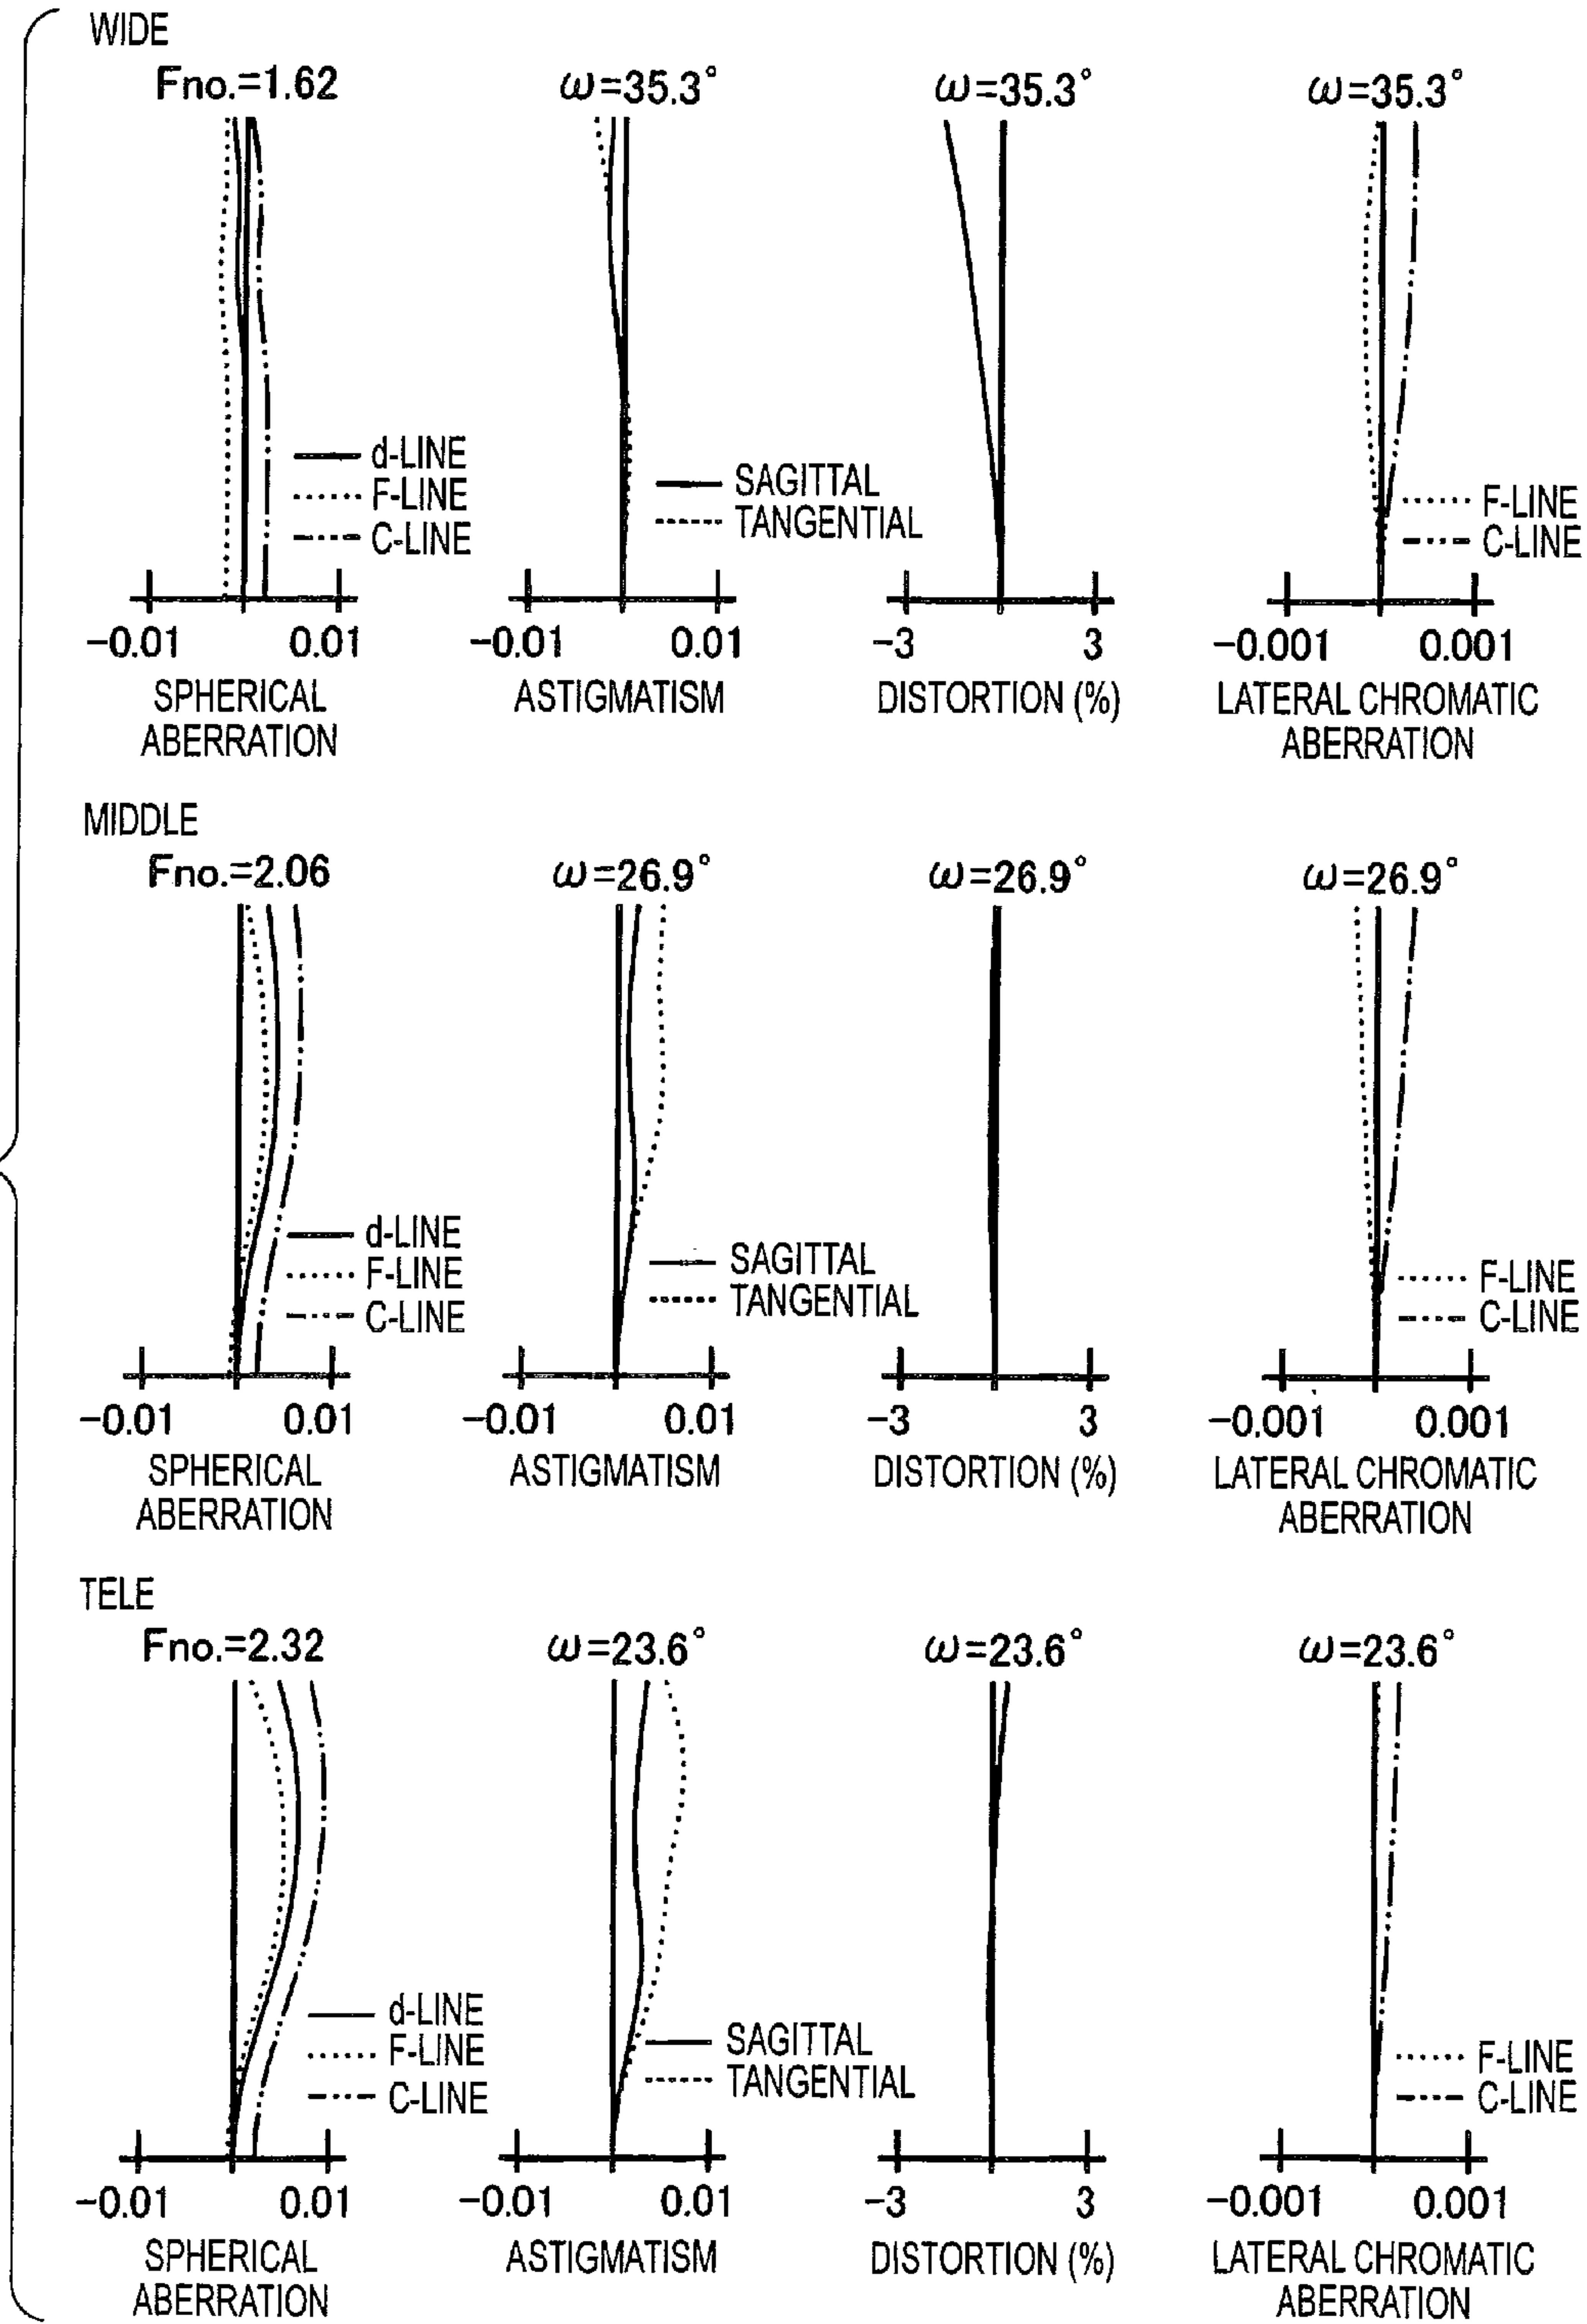 WIDE
Fno.=1.62
ω=35.3°
ω=35.3°
ω=35.3°
d-LINE
F-LINE
C-LINE
SAGITTAL
TANGENTIAL
F-LINE
C-LINE
−0.01 0.01
−0.01 0.01
−3 3
−0.001 0.001
SPHERICAL
ABERRATION
ASTIGMATISM
DISTORTION (%)
LATERAL CHROMATIC
ABERRATION
MIDDLE
Fno.=2.06
ω=26.9°
ω=26.9°
ω=26.9°
d-LINE
F-LINE
C-LINE
SAGITTAL
TANGENTIAL
F-LINE
C-LINE
−0.01 0.01
−0.01 0.01
−3 3
−0.001 0.001
SPHERICAL
ABERRATION
ASTIGMATISM
DISTORTION (%)
LATERAL CHROMATIC
ABERRATION
TELE
Fno.=2.32
ω=23.6°
ω=23.6°
ω=23.6°
d-LINE
F-LINE
C-LINE
SAGITTAL
TANGENTIAL
F-LINE
C-LINE
−0.01 0.01
−0.01 0.01
−3 3
−0.001 0.001
SPHERICAL
ABERRATION
ASTIGMATISM
DISTORTION (%)
LATERAL CHROMATIC
ABERRATION